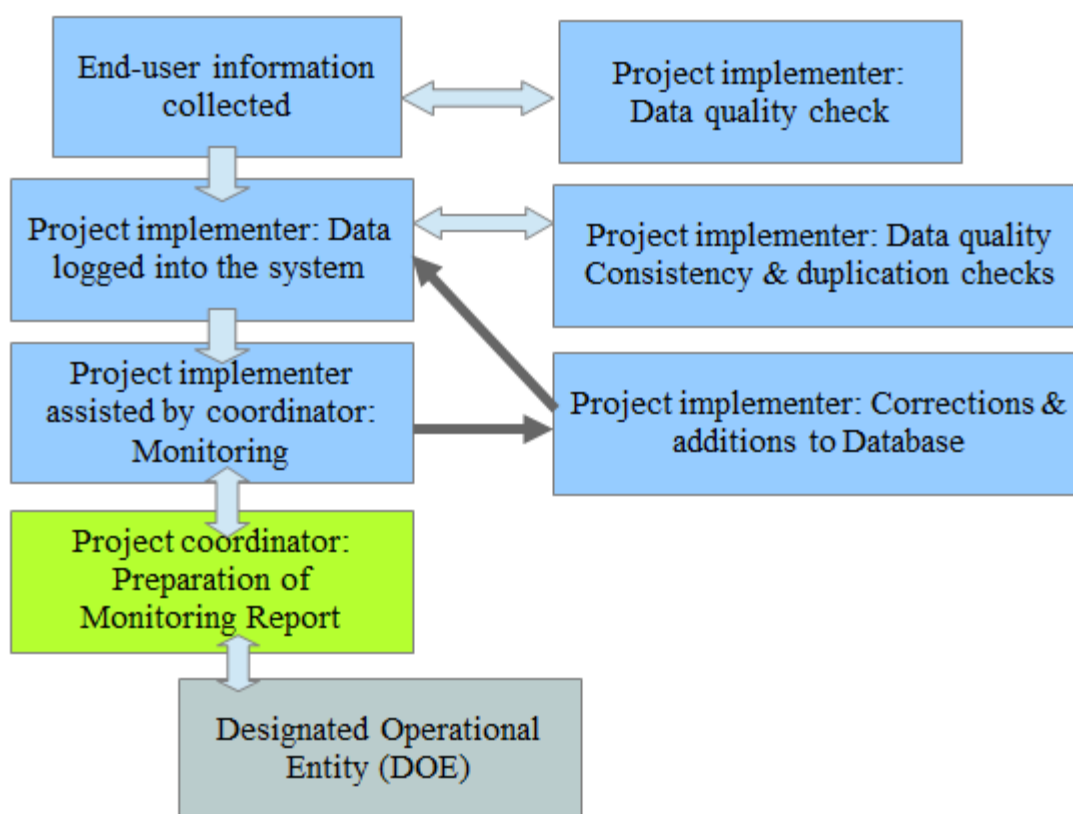 End-user information
collected
Project implementer:
Data quality check
Project implementer: Data
logged into the system
Project implementer: Data quality
Consistency & duplication checks
Project implementer
assisted by coordinator:
Monitoring
Project implementer: Corrections &
additions to Database
Project coordinator:
Preparation of
Monitoring Report
Designated Operational
Entity (DOE)